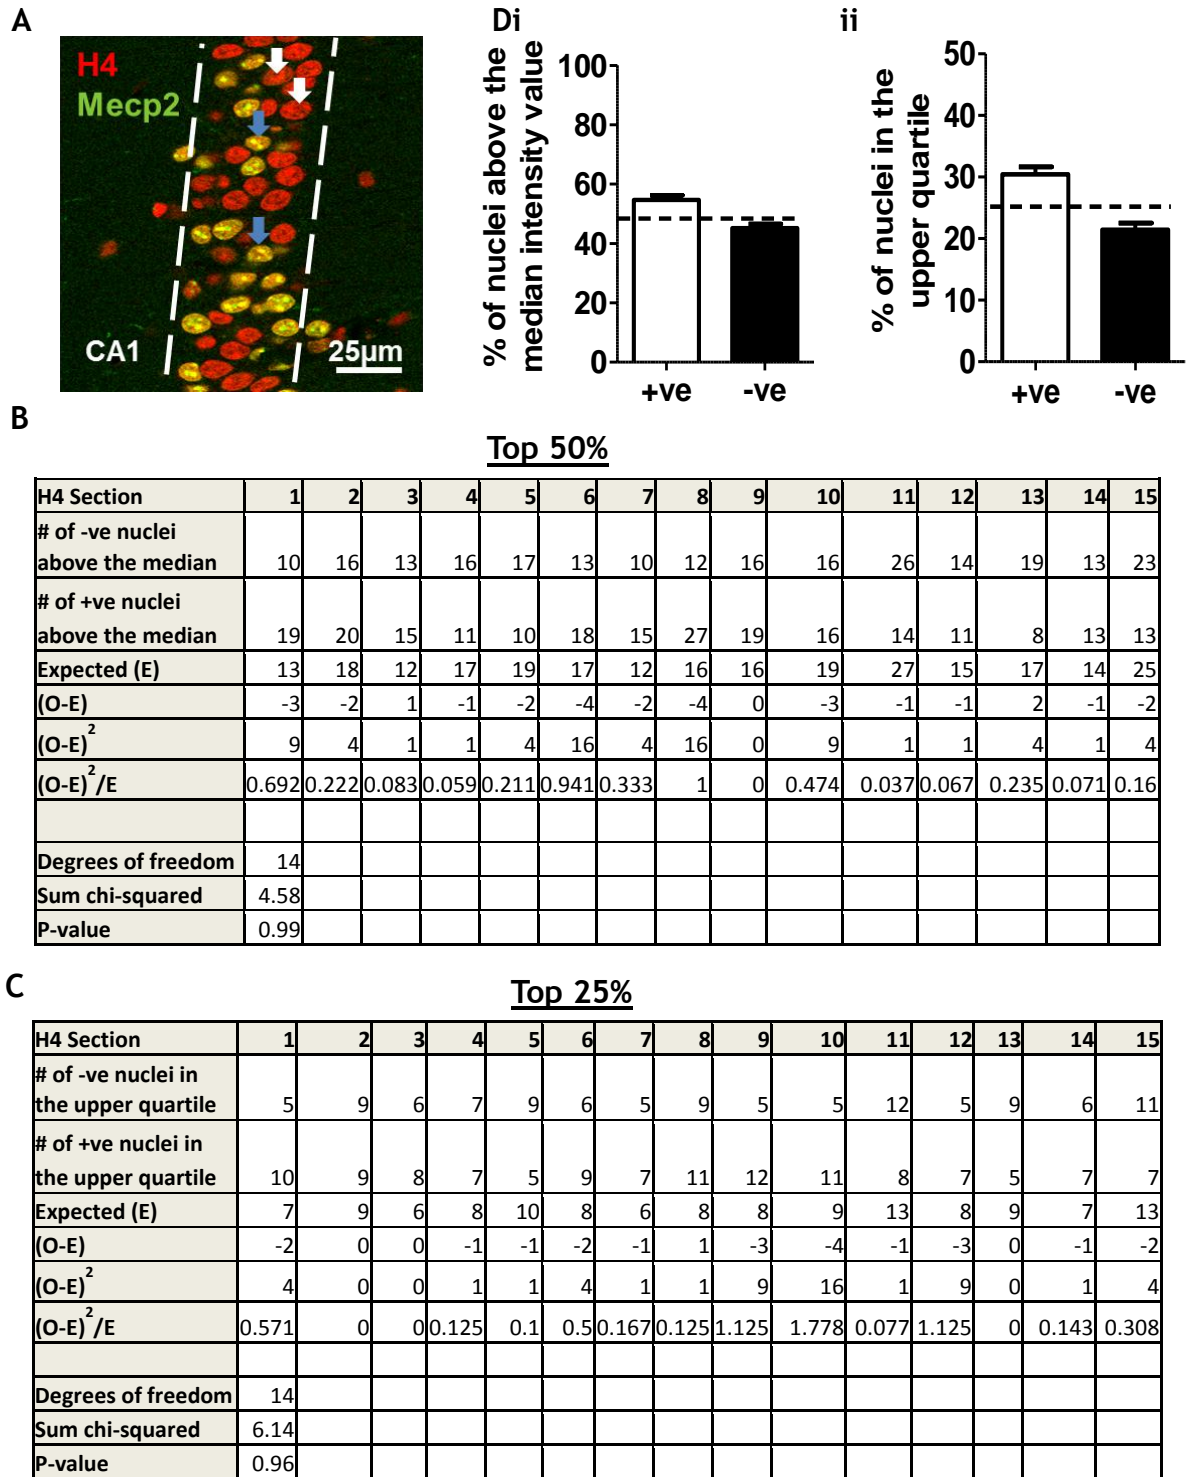 A
H4
Mecp2
CA1
25µm
Di
% of nuclei above the
median intensity value
100
80
60
40
20
0
+ve -ve
ii
% of nuclei in the
upper quartile
50
40
30
20
10
0
+ve -ve
B
Top 50%
H4 Section 1 2 3 4 5 6 7 8 9 10 11 12 13 14 15
# of -ve nuclei
above the median 10 16 13 16 17 13 10 12 16 16 26 14 19 13 23
# of +ve nuclei
above the median 19 20 15 11 10 18 15 27 19 16 14 11 8 13 13
Expected (E) 13 18 12 17 19 17 12 16 16 19 27 15 17 14 25
(O-E) -3 -2 1 -1 -2 -4 -2 -4 0 -3 -1 -1 2 -1 -2
(O-E)2 9 4 1 1 4 16 4 16 0 9 1 1 4 1 4
(O-E)2/E 0.692 0.222 0.083 0.059 0.211 0.941 0.333 1 0 0.474 0.037 0.067 0.235 0.071 0.16
Degrees of freedom 14
Sum chi-squared 4.58
P-value 0.99
C
Top 25%
H4 Section 1 2 3 4 5 6 7 8 9 10 11 12 13 14 15
# of -ve nuclei in
the upper quartile 5 9 6 7 9 6 5 9 5 5 12 5 9 6 11
# of +ve nuclei in
the upper quartile 10 9 8 7 5 9 7 11 12 11 8 7 5 7 7
Expected (E) 7 9 6 8 10 8 6 8 8 9 13 8 9 7 13
(O-E) -2 0 0 -1 -1 -2 -1 1 -3 -4 -1 -3 0 -1 -2
(O-E)2 4 0 0 1 1 4 1 1 9 16 1 9 0 1 4
(O-E)2/E 0.571 0 0 0.125 0.1 0.5 0.167 0.125 1.125 1.778 0.077 1.125 0 0.143 0.308
Degrees of freedom 14
Sum chi-squared 6.14
P-value 0.96